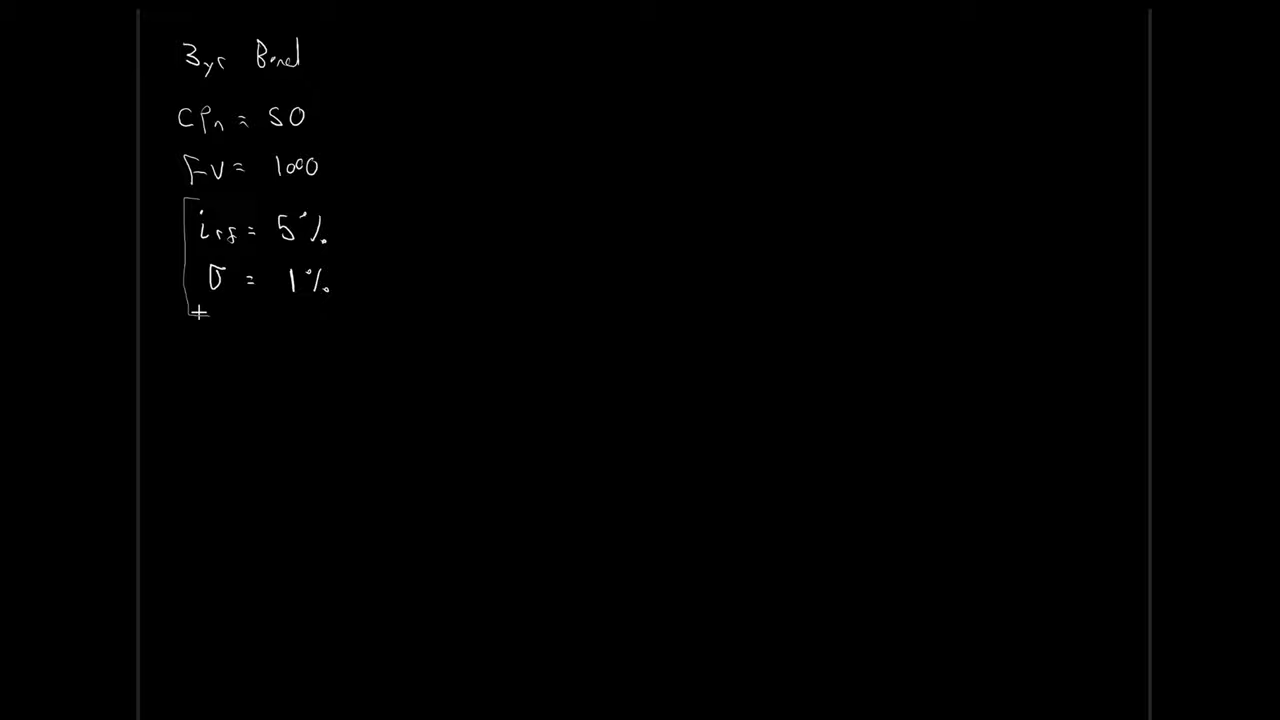 3yr Bond
CPn = 50
FV = 1000
irf = 5%
σ = 1%